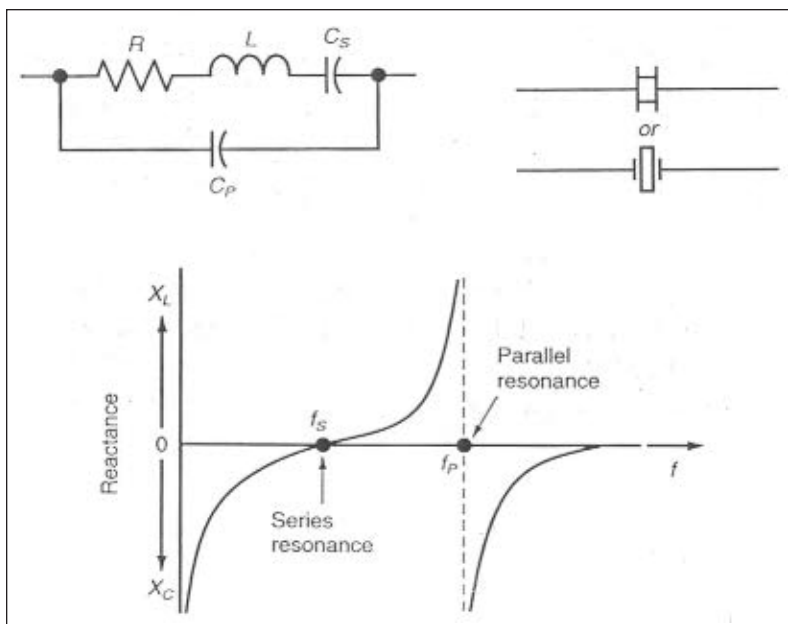 R
L
C_S
C_P
or
X_L
Reactance
0
X_C
f_S
Series
resonance
f_P
Parallel
resonance
f